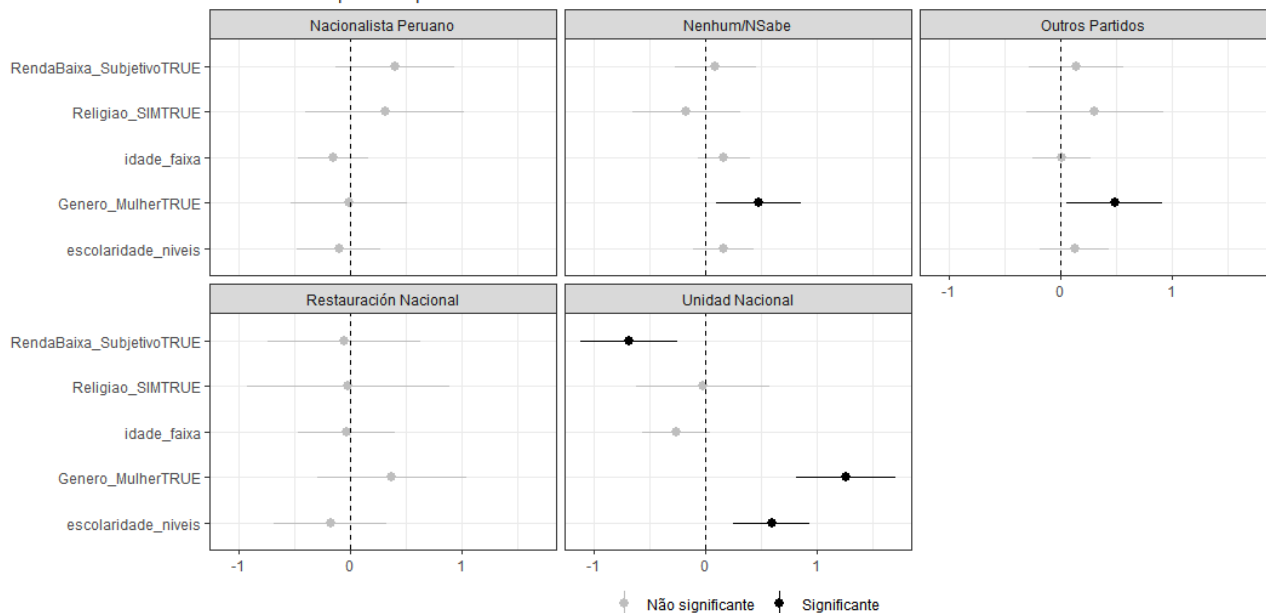 Nacionalista Peruano
Nenhum/NSabe
Outros Partidos
RendaBaixa_SubjetivoTRUE
Religiao_SIMTRUE
idade_faixa
Genero_MulherTRUE
escolaridade_niveis
-1
0
1
Restauración Nacional
Unidad Nacional
RendaBaixa_SubjetivoTRUE
Religiao_SIMTRUE
idade_faixa
Genero_MulherTRUE
escolaridade_niveis
-1
0
1
-1
0
1
Não significante
Significante